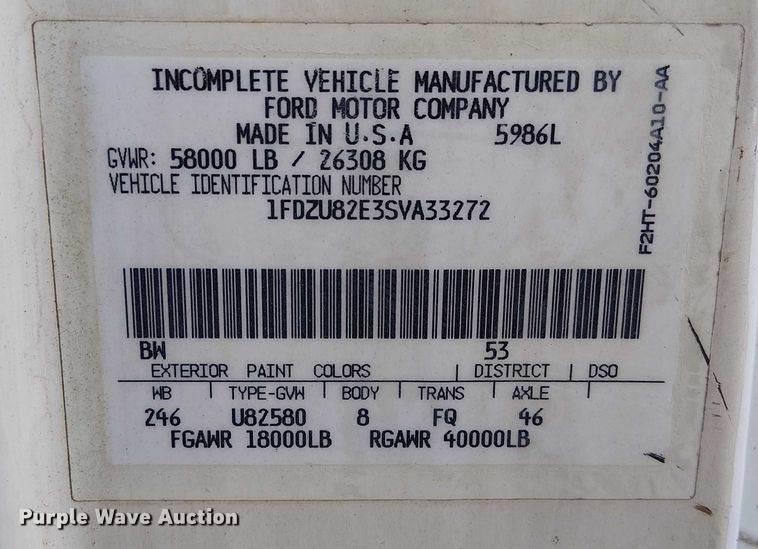 INCOMPLETE VEHICLE MANUFACTURED BY
FORD MOTOR COMPANY
MADE IN U.S.A 5986L
GVWR: 58000 LB / 26308 KG
VEHICLE IDENTIFICATION NUMBER
1FDZU82E3SVA33272
F2HT-60204A10-AA
BW 53
EXTERIOR PAINT COLORS | DISTRICT | DSO
WB | TYPE-GVW | BODY | TRANS | AXLE |
246 U82580 8 FQ 46
FGAWR 18000LB RGAWR 40000LB
Purple Wave Auction